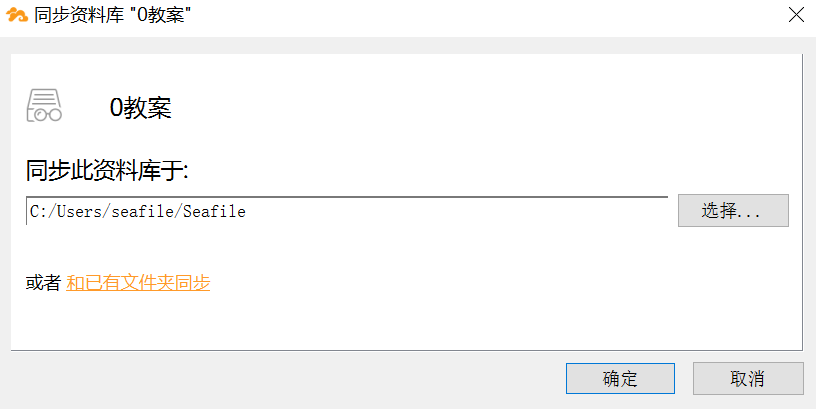 同步资料库 "0教案"
0教案
同步此资料库于:
C:/Users/seafile/Seafile
选择...
或者 和已有文件夹同步
确定
取消